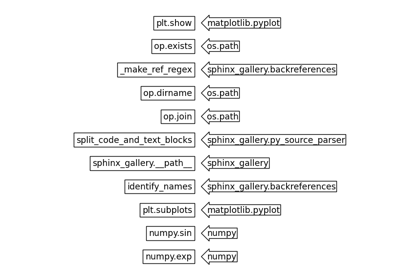 plt.show matplotlib.pyplot
op.exists os.path
_make_ref_regex sphinx_gallery.backreferences
op.dirname os.path
op.join os.path
split_code_and_text_blocks sphinx_gallery.py_source_parser
sphinx_gallery.__path__ sphinx_gallery
identify_names sphinx_gallery.backreferences
plt.subplots matplotlib.pyplot
numpy.sin numpy
numpy.exp numpy